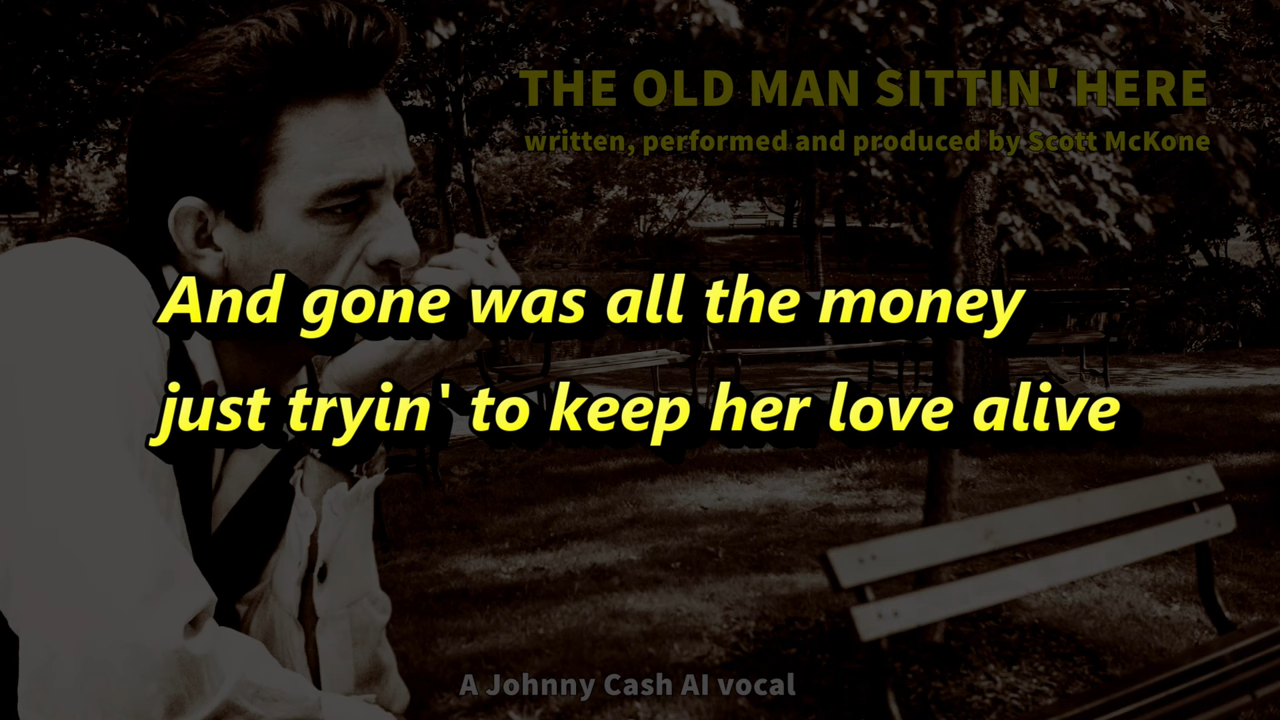 THE OLD MAN SITTIN' HERE
written, performed and produced by Scott McKone
And gone was all the money
just tryin' to keep her love alive
A Johnny Cash AI vocal